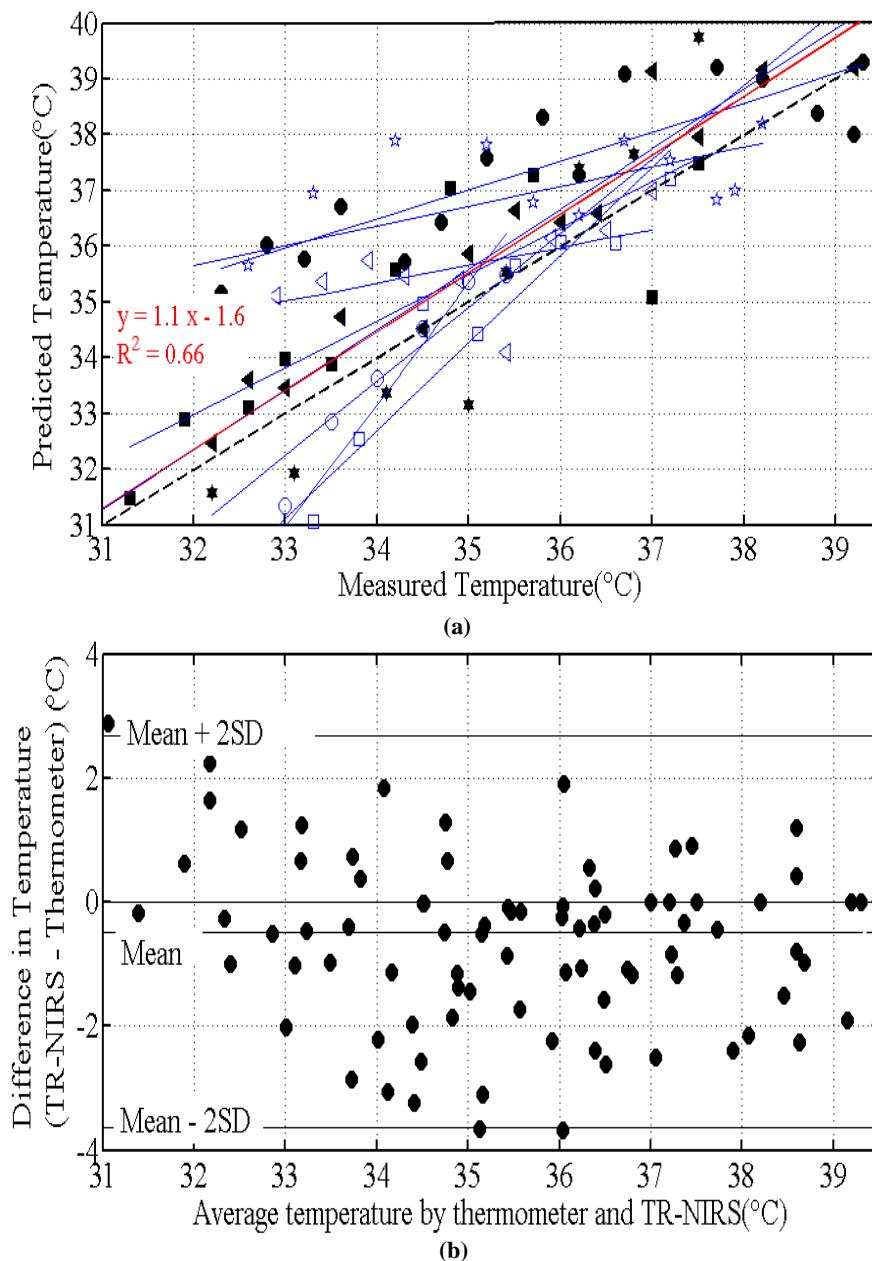 40
39
38
37
36
35
34
33
32
31
Predicted Temperature(°C)
y = 1.1 x - 1.6
R² = 0.66
31 32 33 34 35 36 37 38 39
Measured Temperature(°C)
(a)
4
2
0
-2
-4
Difference in Temperature
(TR-NIRS - Thermometer) (°C)
Mean + 2SD
Mean
Mean - 2SD
31 32 33 34 35 36 37 38 39
Average temperature by thermometer and TR-NIRS(°C)
(b)